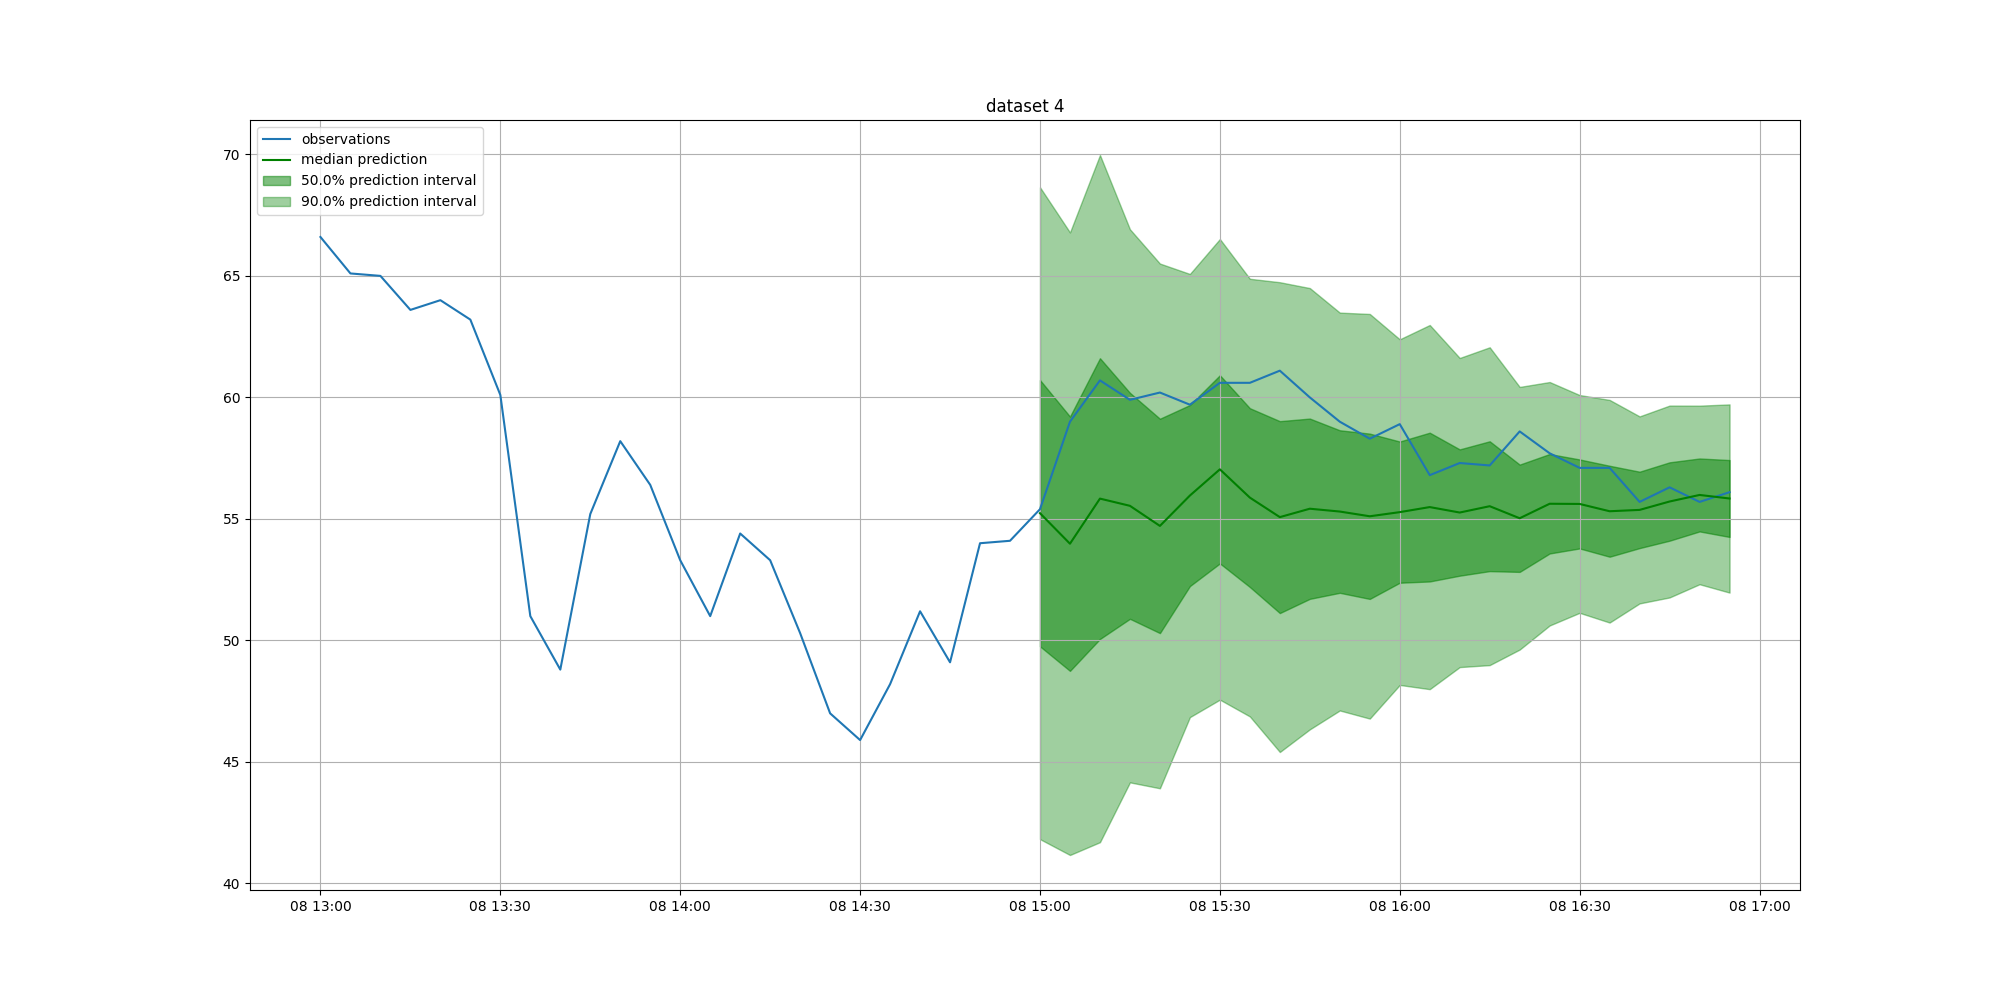 dataset 4
observations
median prediction
50.0% prediction interval
90.0% prediction interval
70
65
60
55
50
45
40
08 13:00 08 13:30 08 14:00 08 14:30 08 15:00 08 15:30 08 16:00 08 16:30 08 17:00